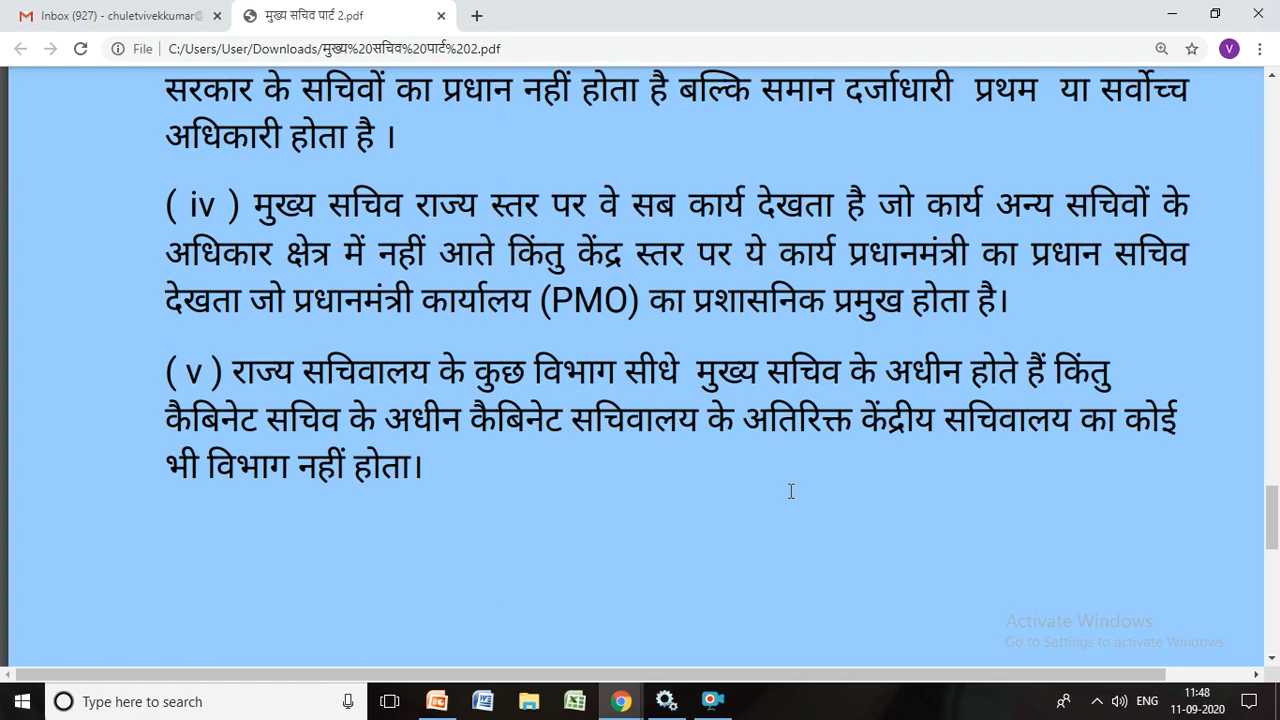 Inbox (927) - chuletvivekkumar@
मुख्य सचिव पार्ट 2.pdf
File
C:/Users/User/Downloads/मुख्य%20सचिव%20पार्ट%202.pdf
V
सरकार के सचिवों का प्रधान नहीं होता है बल्कि समान दर्जाधारी प्रथम या सर्वोच्च
अधिकारी होता है ।
( iv ) मुख्य सचिव राज्य स्तर पर वे सब कार्य देखता है जो कार्य अन्य सचिवों के
अधिकार क्षेत्र में नहीं आते किंतु केंद्र स्तर पर ये कार्य प्रधानमंत्री का प्रधान सचिव
देखता जो प्रधानमंत्री कार्यालय (PMO) का प्रशासनिक प्रमुख होता है।
( v ) राज्य सचिवालय के कुछ विभाग सीधे मुख्य सचिव के अधीन होते हैं किंतु
कैबिनेट सचिव के अधीन कैबिनेट सचिवालय के अतिरिक्त केंद्रीय सचिवालय का कोई
भी विभाग नहीं होता।
Activate Windows
Go to Settings to activate Windows.
Type here to search
ENG
11:48
11-09-2020